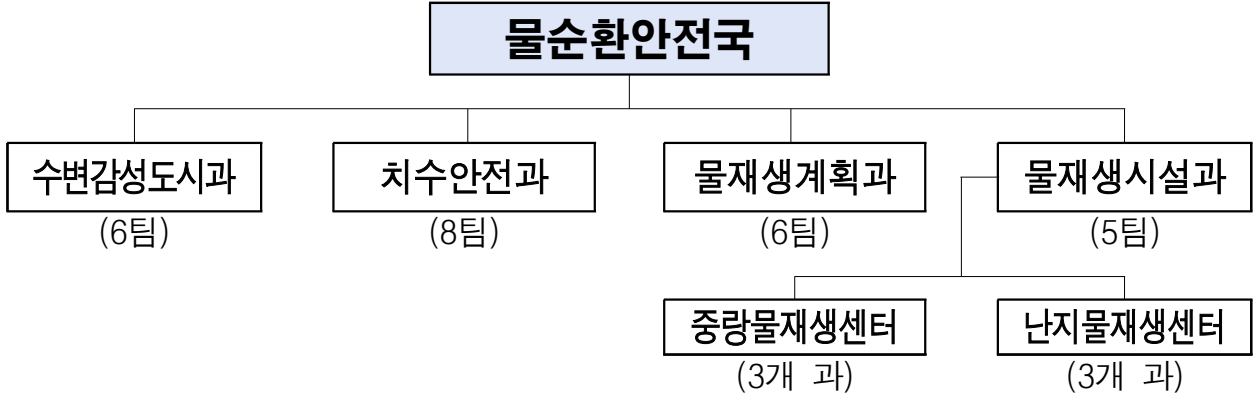 물순환안전국
수변감성도시과 치수안전과 물재생계획과 물재생시설과
(6팀) (8팀) (6팀) (5팀)
중랑물재생센터 난지물재생센터
(3개 과) (3개 과)